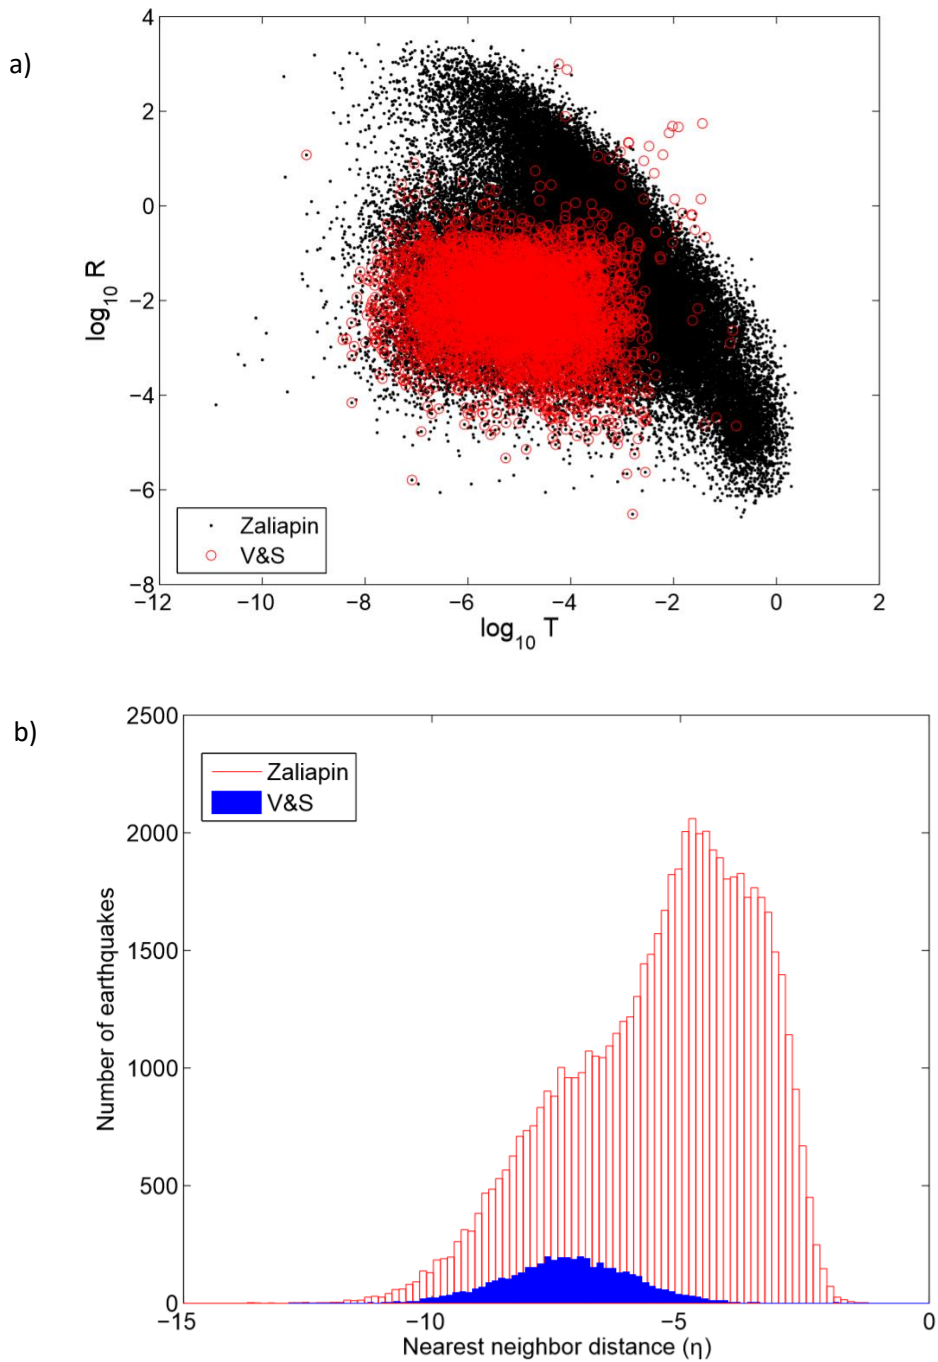 a)
4
2
0
−2
−4
−6
−8
log10 R
Zaliapin
V&S
−12 −10 −8 −6 −4 −2 0 2
log10 T
b)
2500
2000
1500
1000
500
0
Number of earthquakes
Zaliapin
V&S
−15 −10 −5 0
Nearest neighbor distance (η)